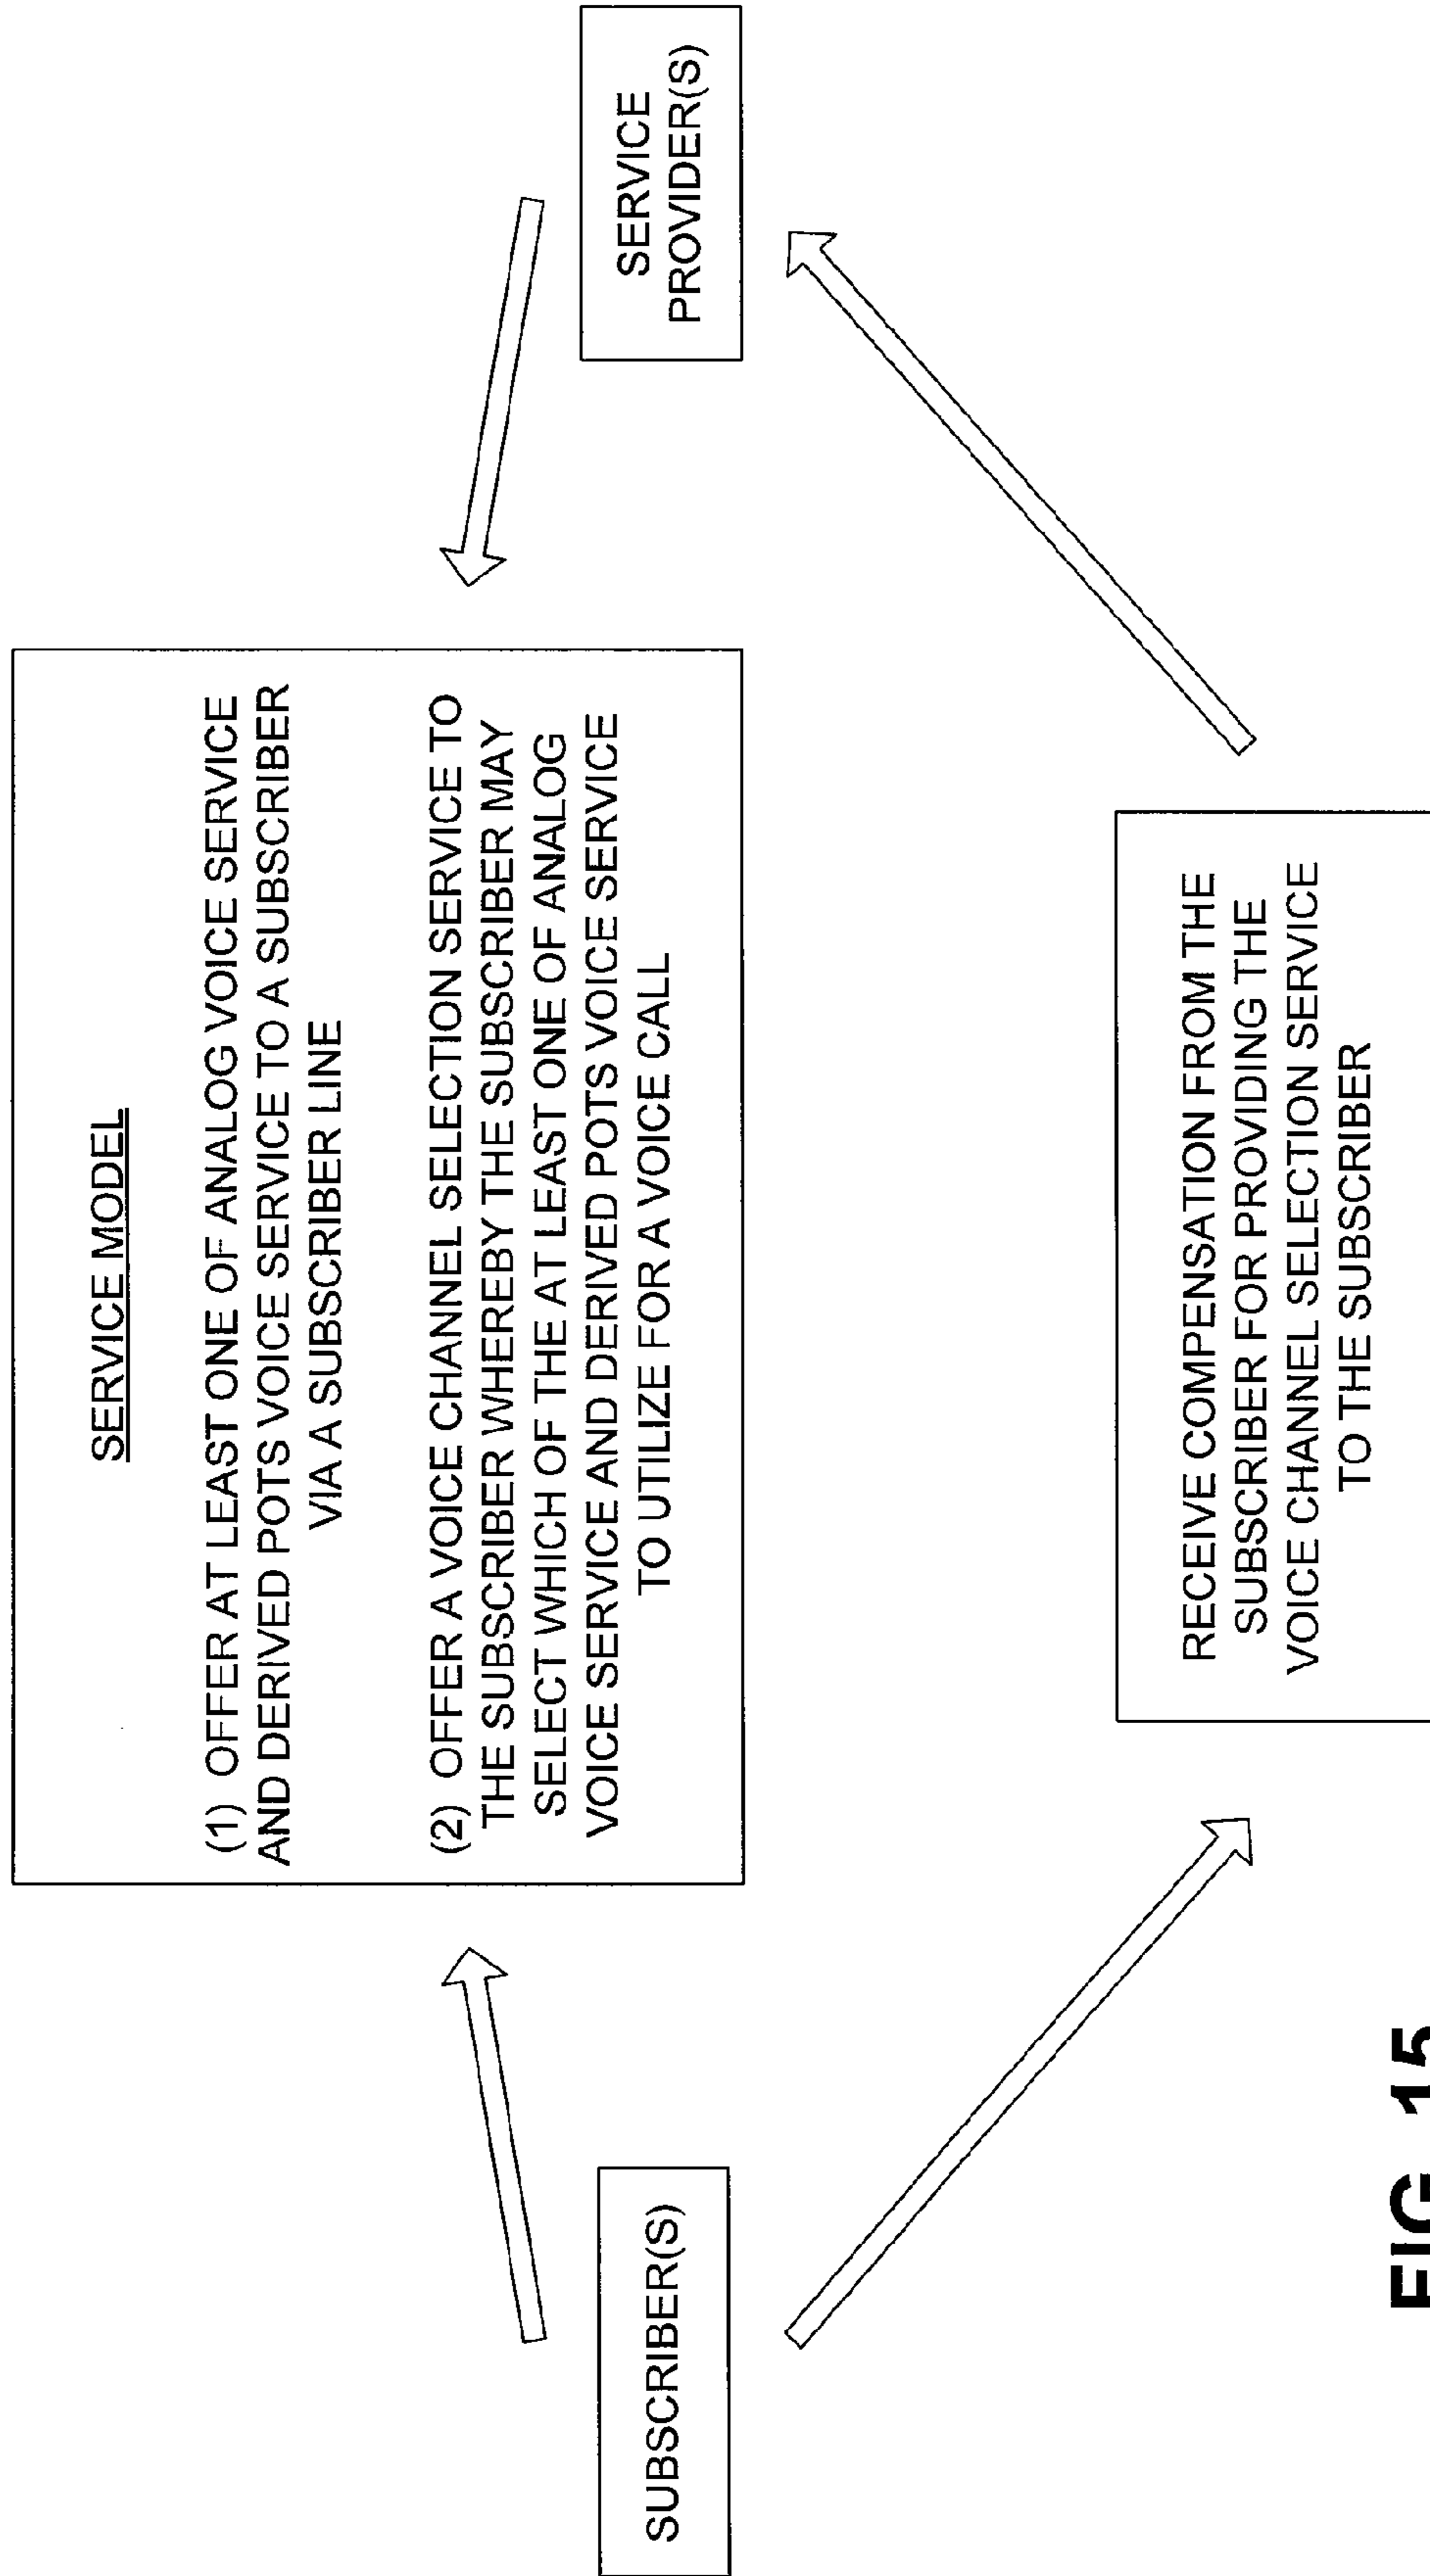 SERVICE MODEL
(1) OFFER AT LEAST ONE OF ANALOG VOICE SERVICE
AND DERIVED POTS VOICE SERVICE TO A SUBSCRIBER
VIA A SUBSCRIBER LINE
(2) OFFER A VOICE CHANNEL SELECTION SERVICE TO
THE SUBSCRIBER WHEREBY THE SUBSCRIBER MAY
SELECT WHICH OF THE AT LEAST ONE OF ANALOG
VOICE SERVICE AND DERIVED POTS VOICE SERVICE
TO UTILIZE FOR A VOICE CALL
SUBSCRIBER(S)
SERVICE
PROVIDER(S)
RECEIVE COMPENSATION FROM THE
SUBSCRIBER FOR PROVIDING THE
VOICE CHANNEL SELECTION SERVICE
TO THE SUBSCRIBER
FIG. 15